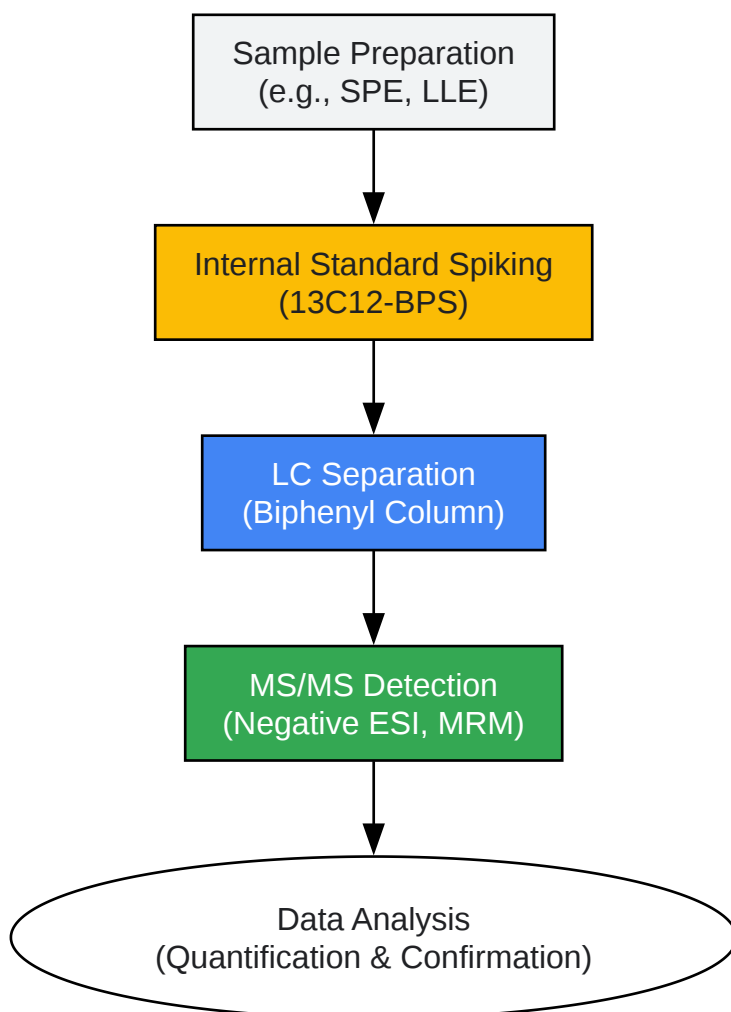 Sample Preparation
(e.g., SPE, LLE)
Internal Standard Spiking
(13C12-BPS)
LC Separation
(Biphenyl Column)
MS/MS Detection
(Negative ESI, MRM)
Data Analysis
(Quantification & Confirmation)